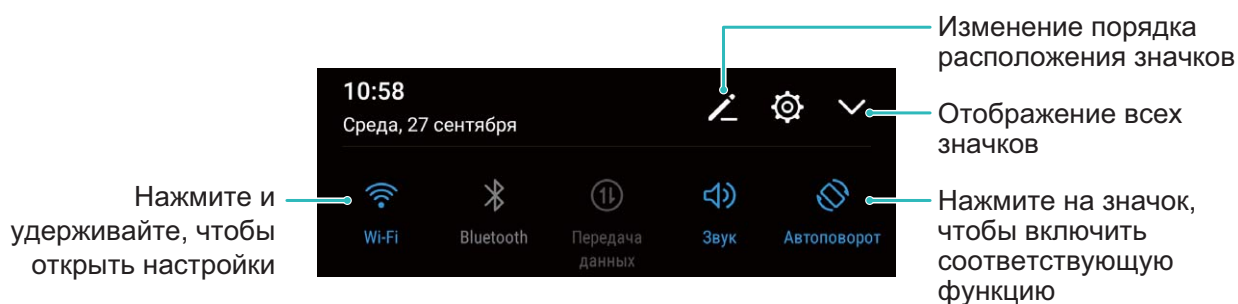 Изменение порядка
расположения значков
10:58
Среда, 27 сентября
Отображение всех
значков
Нажмите и
удерживайте, чтобы
открыть настройки
Wi-Fi
Bluetooth
Передача
данных
Звук
Автоповорот
Нажмите на значок,
чтобы включить
соответствующую
функцию